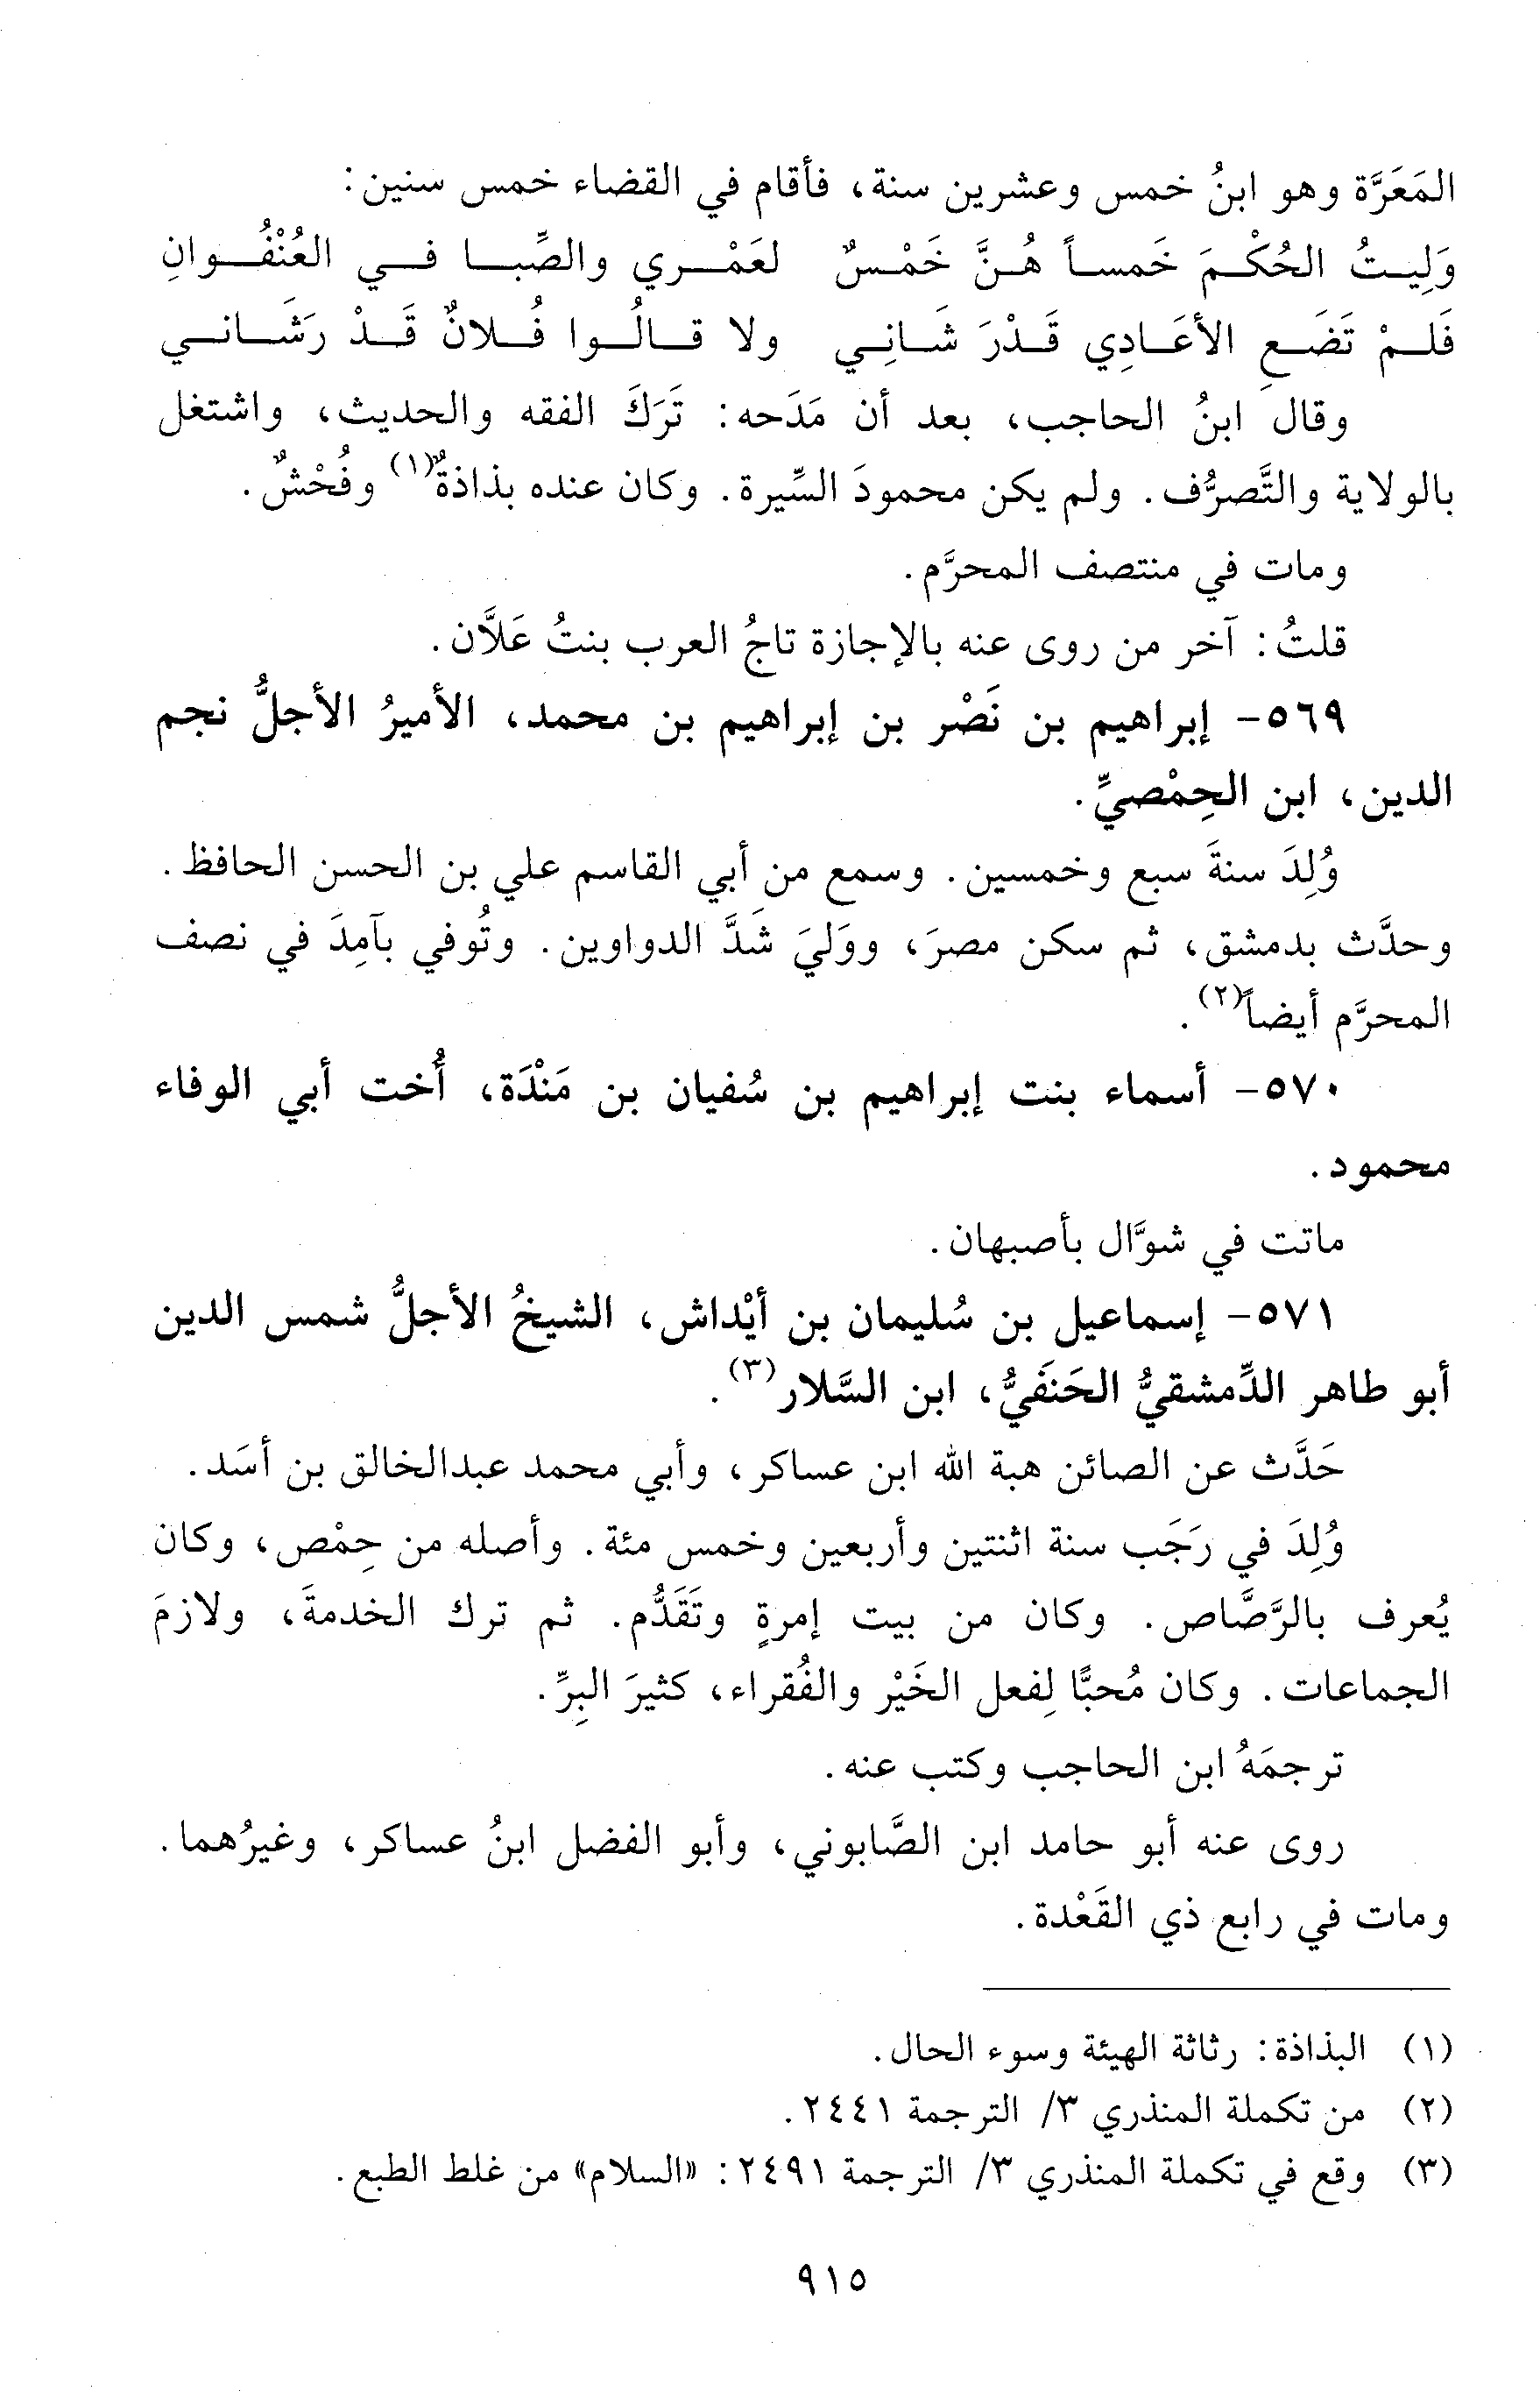 المَعَرَّة وهو ابنُ خمس وعشرين سنة، فأقام في القضاء خمس سنين:
وَلِيتُ الحُكْمَ خَمساً هُنَّ خَمْسٌ لعَمْري والصِّبا في العُنْفُوانِ
فَلمْ تَضَعِ الأعَادِي قَدْرَ شَانِي ولا قالُوا فُلانٌ قَدْ رَشَاني
وقال ابنُ الحاجب، بعد أن مَدَحه: تَرَكَ الفقه والحديث، واشتغل
بالولاية والتَّصرُّف. ولم يكن محمودَ السِّيرة. وكان عنده بذاذةٌ(١) وفُحْشٌ.
ومات في منتصف المحرَّم.
قلتُ: آخر من روى عنه بالإجازة تاجُ العرب بنتُ عَلَّان.
٥٦٩- إبراهيم بن نَصْر بن إبراهيم بن محمد، الأميرُ الأجلُّ نجم
الدين، ابن الحِمْصيِّ.
وُلِدَ سنةَ سبع وخمسين. وسمع من أبي القاسم علي بن الحسن الحافظ.
وحدَّث بدمشق، ثم سكن مصرَ، ووَليَ شَدَّ الدواوين. وتُوفي بآمِدَ في نصف
المحرَّم أيضاً(٢).
٥٧٠- أسماء بنت إبراهيم بن سُفيان بن مَنْدَة، أُخت أبي الوفاء
محمود.
ماتت في شوَّال بأصبهان.
٥٧١- إسماعيل بن سُليمان بن أيْداش، الشيخُ الأجلُّ شمس الدين
أبو طاهر الدِّمشقيُّ الحَنَفَيُّ، ابن السَّلار(٣).
حَدَّث عن الصائن هبة الله ابن عساكر، وأبي محمد عبدالخالق بن أسَد.
وُلِدَ في رَجَب سنة اثنتين وأربعين وخمس مئة. وأصله من حِمْص، وكان
يُعرف بالرَّصَّاص. وكان من بيت إمرةٍ وتَقَدُّم. ثم ترك الخدمةَ، ولازمَ
الجماعات. وكان مُحبًّا لِفعل الخَيْر والفُقراء، كثيرَ البِرِّ.
ترجمَهُ ابن الحاجب وكتب عنه.
روى عنه أبو حامد ابن الصَّابوني، وأبو الفضل ابنُ عساكر، وغيرُهما.
ومات في رابع ذي القَعْدة.
(١) البذاذة: رثاثة الهيئة وسوء الحال.
(٢) من تكملة المنذري ٣/ الترجمة ٢٤٤١.
(٣) وقع في تكملة المنذري ٣/ الترجمة ٢٤٩١: «السلام» من غلط الطبع.
٩١٥